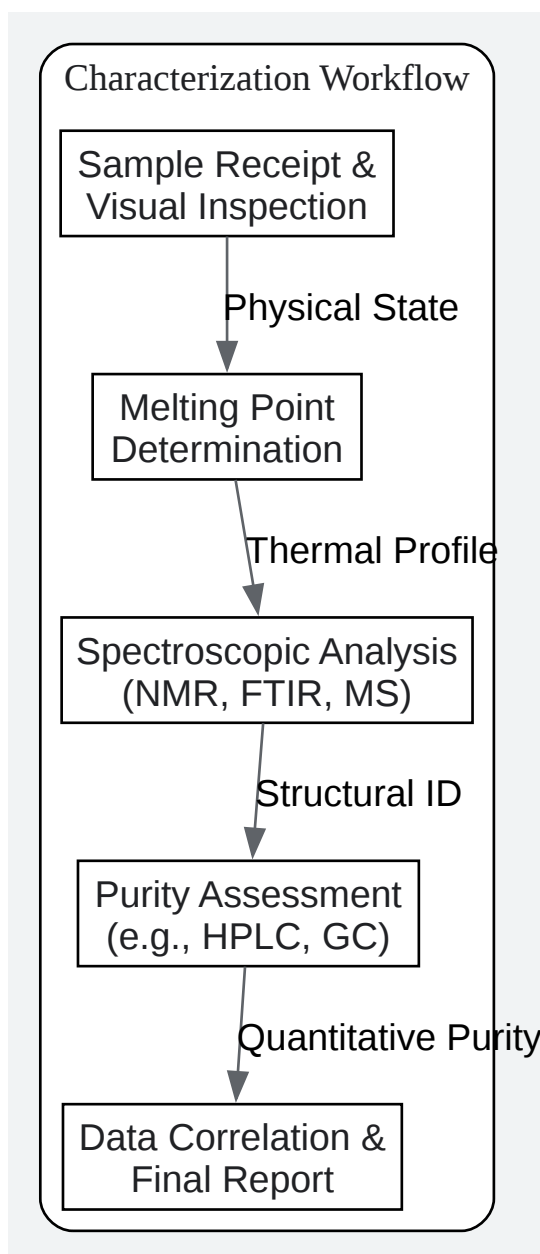 Characterization Workflow
Sample Receipt &
Visual Inspection
Physical State
Melting Point
Determination
Thermal Profile
Spectroscopic Analysis
(NMR, FTIR, MS)
Structural ID
Purity Assessment
(e.g., HPLC, GC)
Quantitative Purity
Data Correlation &
Final Report